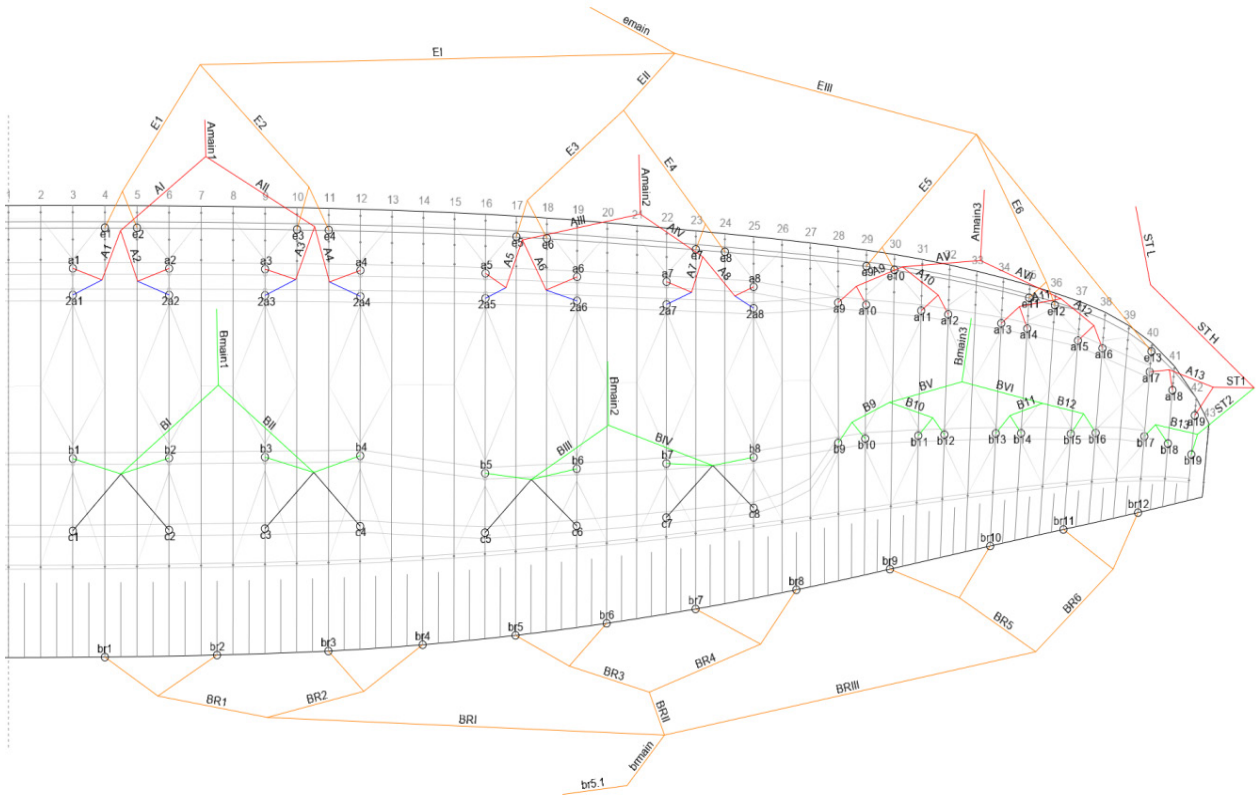 emain
EI
EII
EIII
E1
E2
E3
E4
E5
E6
Amain1
Amain2
Amain3
ST L
AI
AII
AIII
AIV
AV
AVI
1 2 3 4 5 6 7 8 9 10 11 12 13 14 15 16 17 18 19 20 21 22 23 24 25 26 27 28 29 30 31 32 33 34 35 36 37 38 39 40 41 42 43
e1 e2 e3 e4 e5 e6 e7 e8 e9 e10 e11 e12 e13
A1 A2 A3 A4 A5 A6 A7 A8 A9 A10 A11 A12 A13
ST H
ST1
ST2
a1 a2 a3 a4 a5 a6 a7 a8 a9 a10 a11 a12 a13 a14 a15 a16 a17 a18 a19
2a1 2a2 2a3 2a4 2a5 2a6 2a7 2a8
Bmain1
Bmain2
Bmain3
BI
BII
BIII
BIV
BV
BVI
B9 B10 B11 B12 B13
b1 b2 b3 b4 b5 b6 b7 b8 b9 b10 b11 b12 b13 b14 b15 b16 b17 b18 b19
c1 c2 c3 c4 c5 c6 c7 c8
br1 br2 br3 br4 br5 br6 br7 br8 br9 br10 br11 br12
BR1
BR2
BR3
BR4
BR5
BR6
BRI
BRII
BRIII
brmain
br5.1